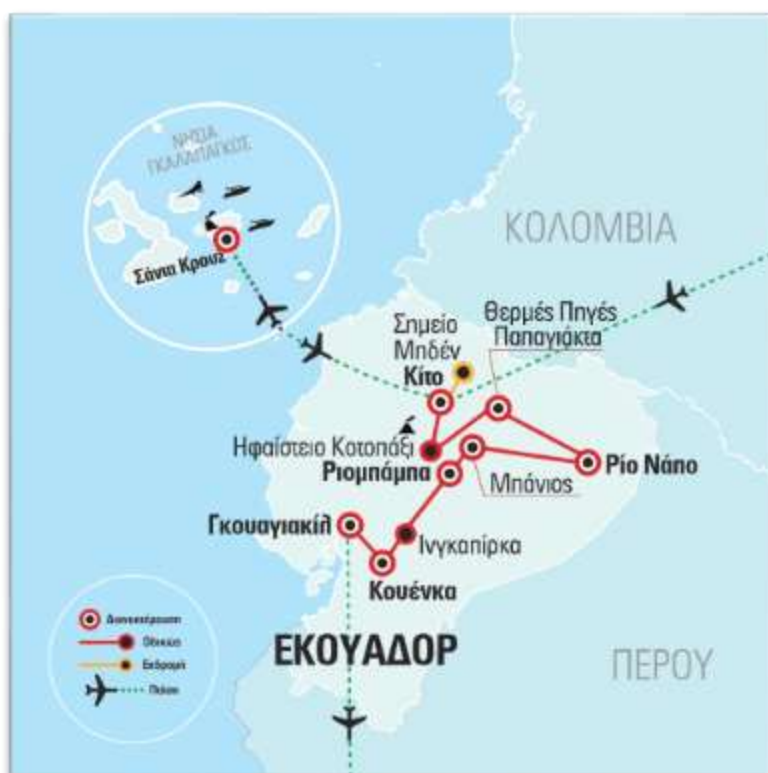 ΝΗΣΙΑ
ΓΚΑΛΑΠΑΓΚΟΣ
Σάντα Κρουζ
ΚΟΛΟΜΒΙΑ
Σημείο
Μηδέν
Κίτο
Θερμές Πηγές
Παπαγιάκτα
Ηφαίστειο Κοτοπάξι
Ριομπάμπα
Μπάνιος
Ρίο Νάπο
Γκουαγιακίλ
Ινγκαπίρκα
Κουένκα
ΕΚΟΥΑΔΟΡ
ΠΕΡΟΥ
Διανυκτέρευση
Οδικώς
Εκδρομή
Πτήση